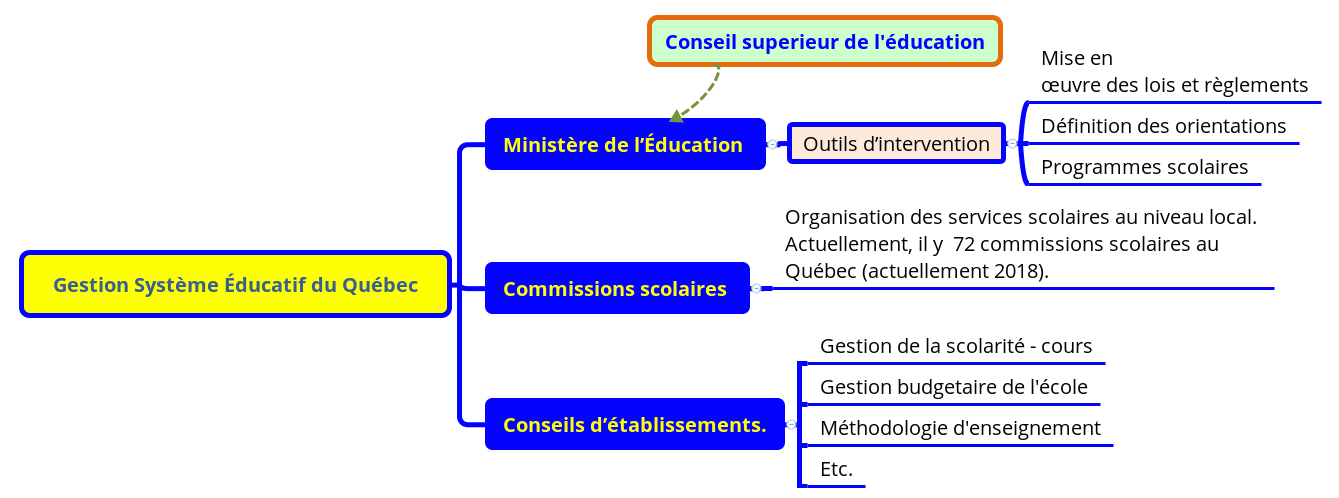 Conseil superieur de l'éducation
Mise en
œuvre des lois et règlements
Ministère de l’Éducation
Outils d’intervention
Définition des orientations
Programmes scolaires
Organisation des services scolaires au niveau local.
Actuellement, il y  72 commissions scolaires au
Québec (actuellement 2018).
Gestion Système Éducatif du Québec
Commissions scolaires
Gestion de la scolarité - cours
Gestion budgetaire de l'école
Conseils d’établissements.
Méthodologie d'enseignement
Etc.